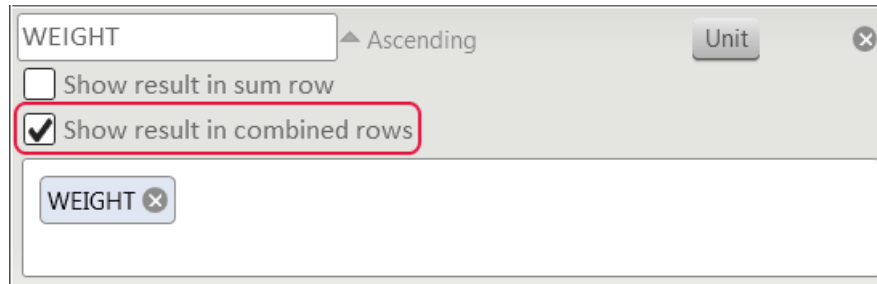 WEIGHT Ascending Unit
Show result in sum row
Show result in combined rows
WEIGHT